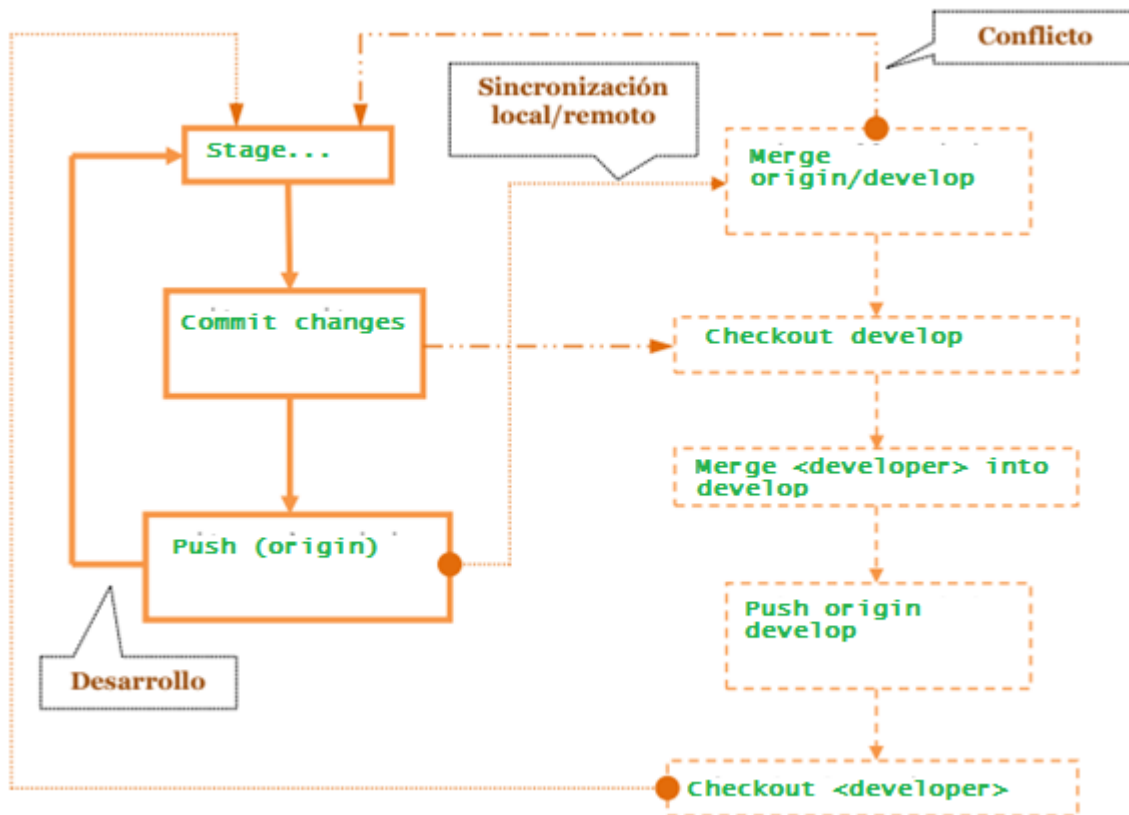 Conflicto
Sincronización
local/remoto
Stage...
Merge
origin/develop
Commit changes
Checkout develop
Merge <developer> into
develop
Push (origin)
Push origin
develop
Desarrollo
Checkout <developer>